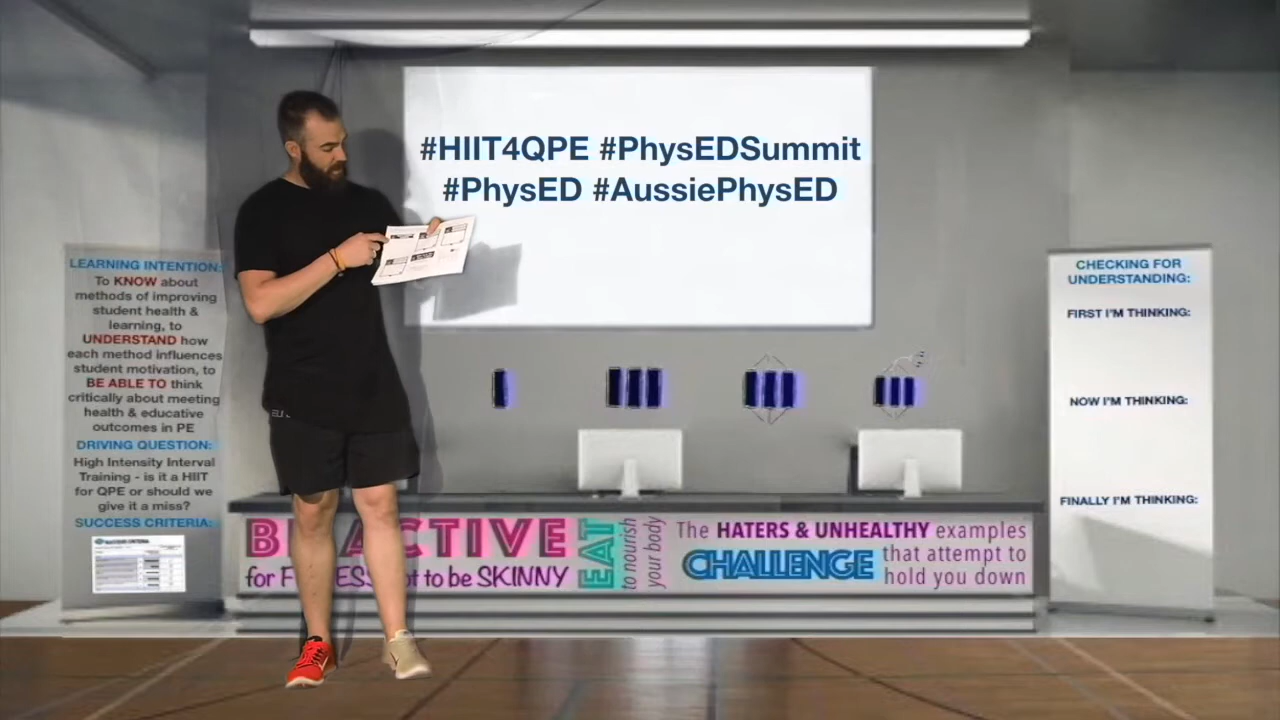 #HIIT4QPE #PhysEDSummit
#PhysED #AussiePhysED
LEARNING INTENTION:
To KNOW about
methods of improving
student health &
learning, to
UNDERSTAND how
each method influences
student motivation, to
BE ABLE TO think
critically about meeting
health & educative
outcomes in PE
DRIVING QUESTION:
High Intensity Interval
Training - is it a HIIT
for QPE or should we
give it a miss?
SUCCESS CRITERIA:
CHECKING FOR
UNDERSTANDING:
FIRST I'M THINKING:
NOW I'M THINKING:
FINALLY I'M THINKING:
BE ACTIVE
to be SKINNY
EAT
to nourish
your body
The HATERS & UNHEALTHY examples
CHALLENGE
that attempt to
hold you down